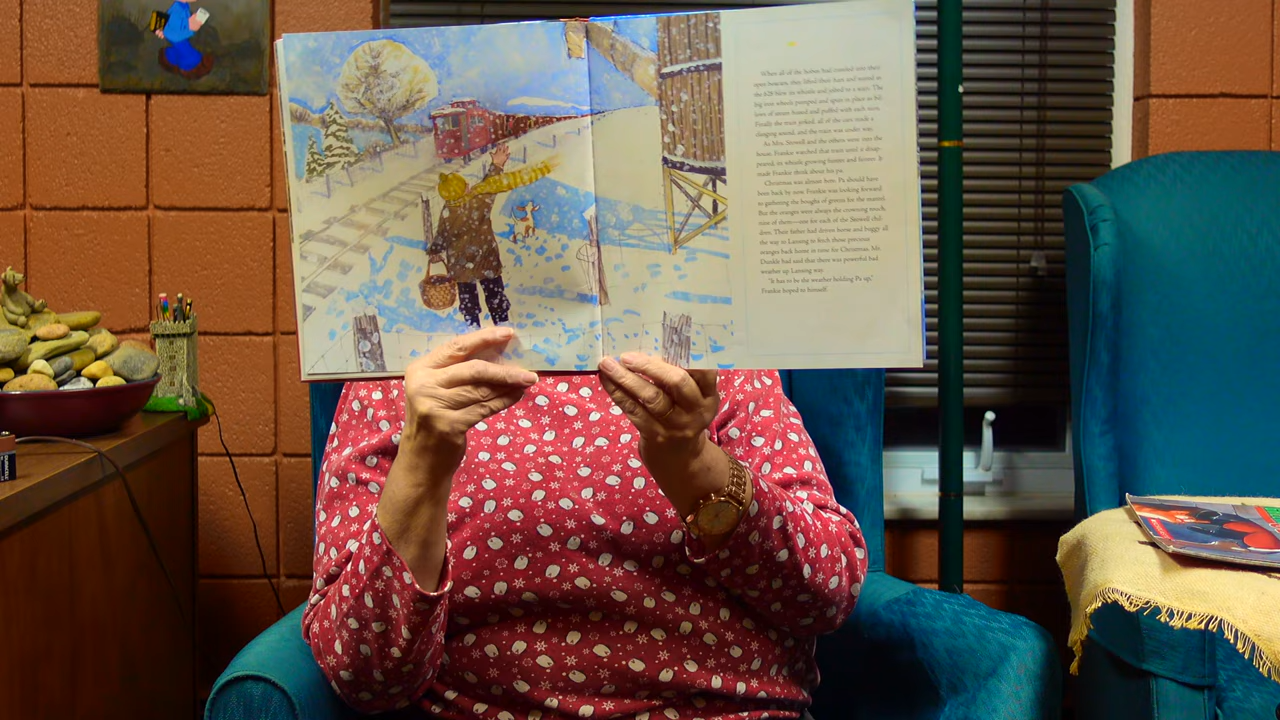 When all of the horses had crowded into their
open boxcars, they lifted their hats and waved as
the 628 blew its whistle and jolted to a start. The
big iron wheels pumped and spun in place as bil-
lows of steam hissed and puffed with each turn.
Finally the train jerked, all of the cars made a
clanging sound, and the train was under way.
As Mrs. Stowell and the others went into the
house, Frankie watched that train until it disap-
peared, its whistle growing fainter and fainter. It
made Frankie think about his pa.
Christmas was almost here. Pa should have
been back by now. Frankie was looking forward
to gathering the boughs of greens for the mantel.
But the oranges were always the crowning touch,
nine of them—one for each of the Stowell chil-
dren. Their father had driven horse and buggy all
the way to Lansing to fetch those precious
oranges back home in time for Christmas. Mr.
Dunkle had said that there was powerful bad
weather up Lansing way.
"It has to be the weather holding Pa up,"
Frankie hoped to himself.
DURACELL